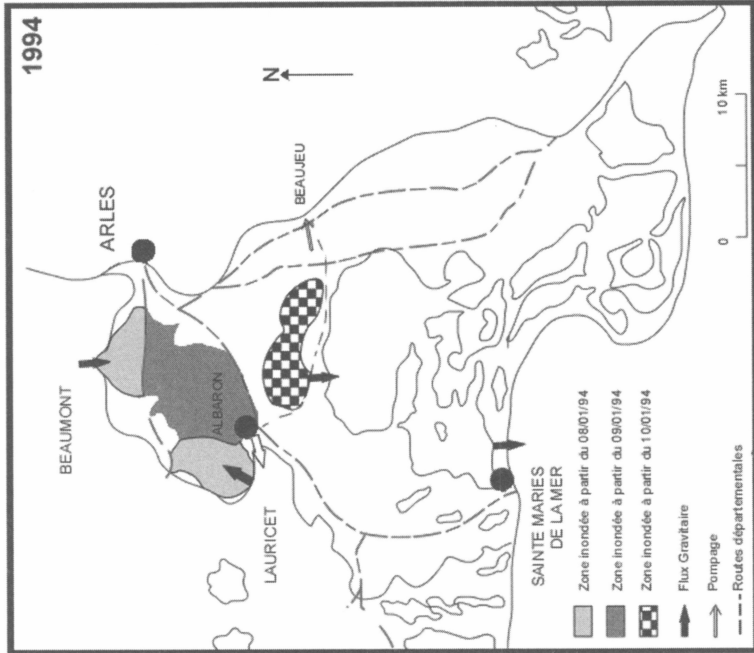 1994
N
ARLES
BEAUMONT
BEAUJEU
ALBARON
LAURICET
SAINTE MARIES
DE LA MER
0
10 km
Zone inondée à partir du 08/01/94
Zone inondée à partir du 09/01/94
Zone inondée à partir du 10/01/94
Flux Gravitaire
Pompage
Routes départementales